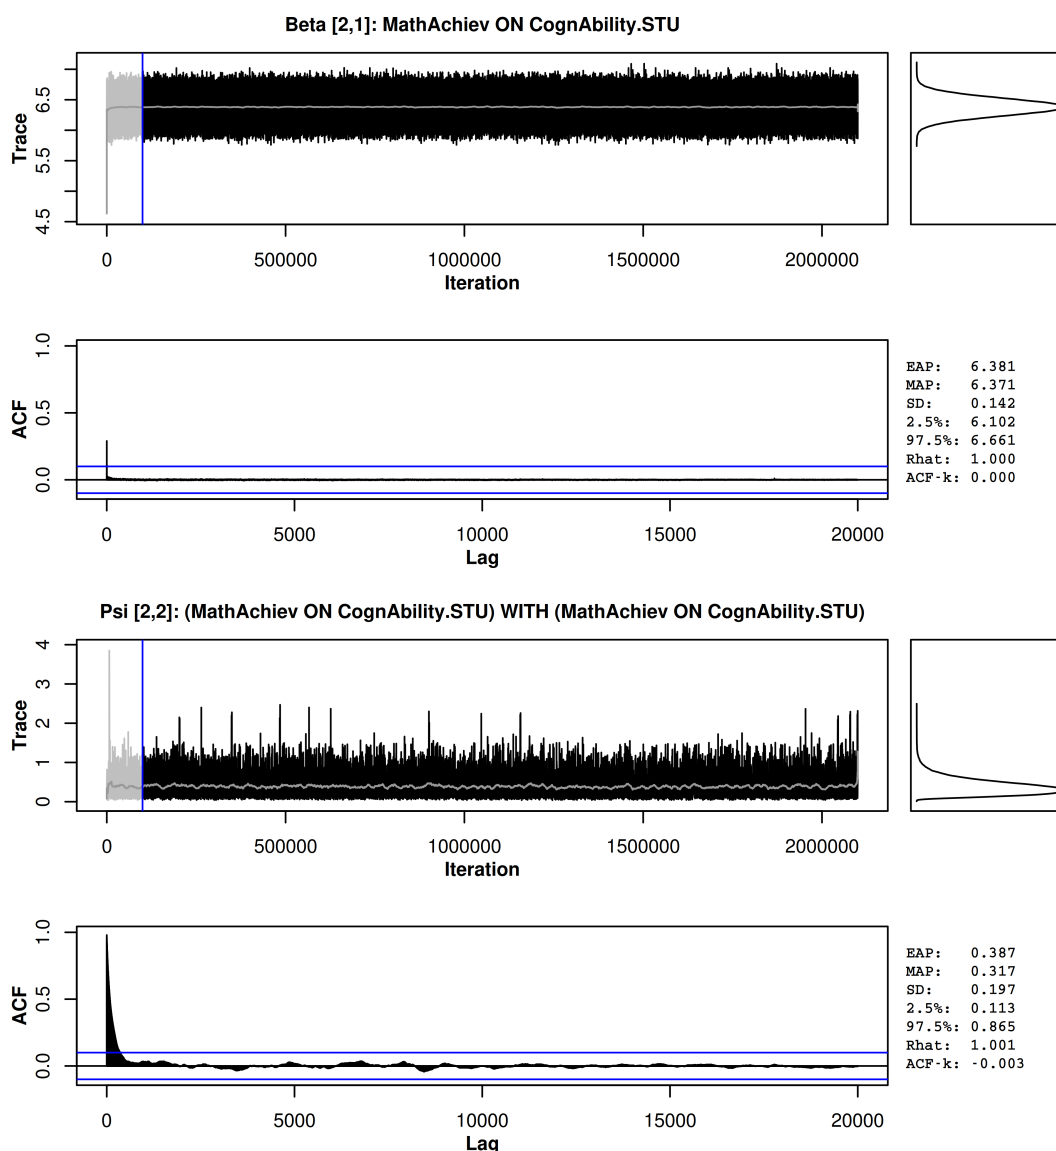 Beta [2,1]: MathAchiev ON CognAbility.STU
Trace
4.5
5.5
6.5
0
500000
1000000
1500000
2000000
Iteration
ACF
0.0
0.5
1.0
0
5000
10000
15000
20000
Lag
EAP: 6.381
MAP: 6.371
SD: 0.142
2.5%: 6.102
97.5%: 6.661
Rhat: 1.000
ACF-k: 0.000
Psi [2,2]: (MathAchiev ON CognAbility.STU) WITH (MathAchiev ON CognAbility.STU)
Trace
0
1
2
3
4
0
500000
1000000
1500000
2000000
Iteration
ACF
0.0
0.5
1.0
0
5000
10000
15000
20000
Lag
EAP: 0.387
MAP: 0.317
SD: 0.197
2.5%: 0.113
97.5%: 0.865
Rhat: 1.001
ACF-k: -0.003